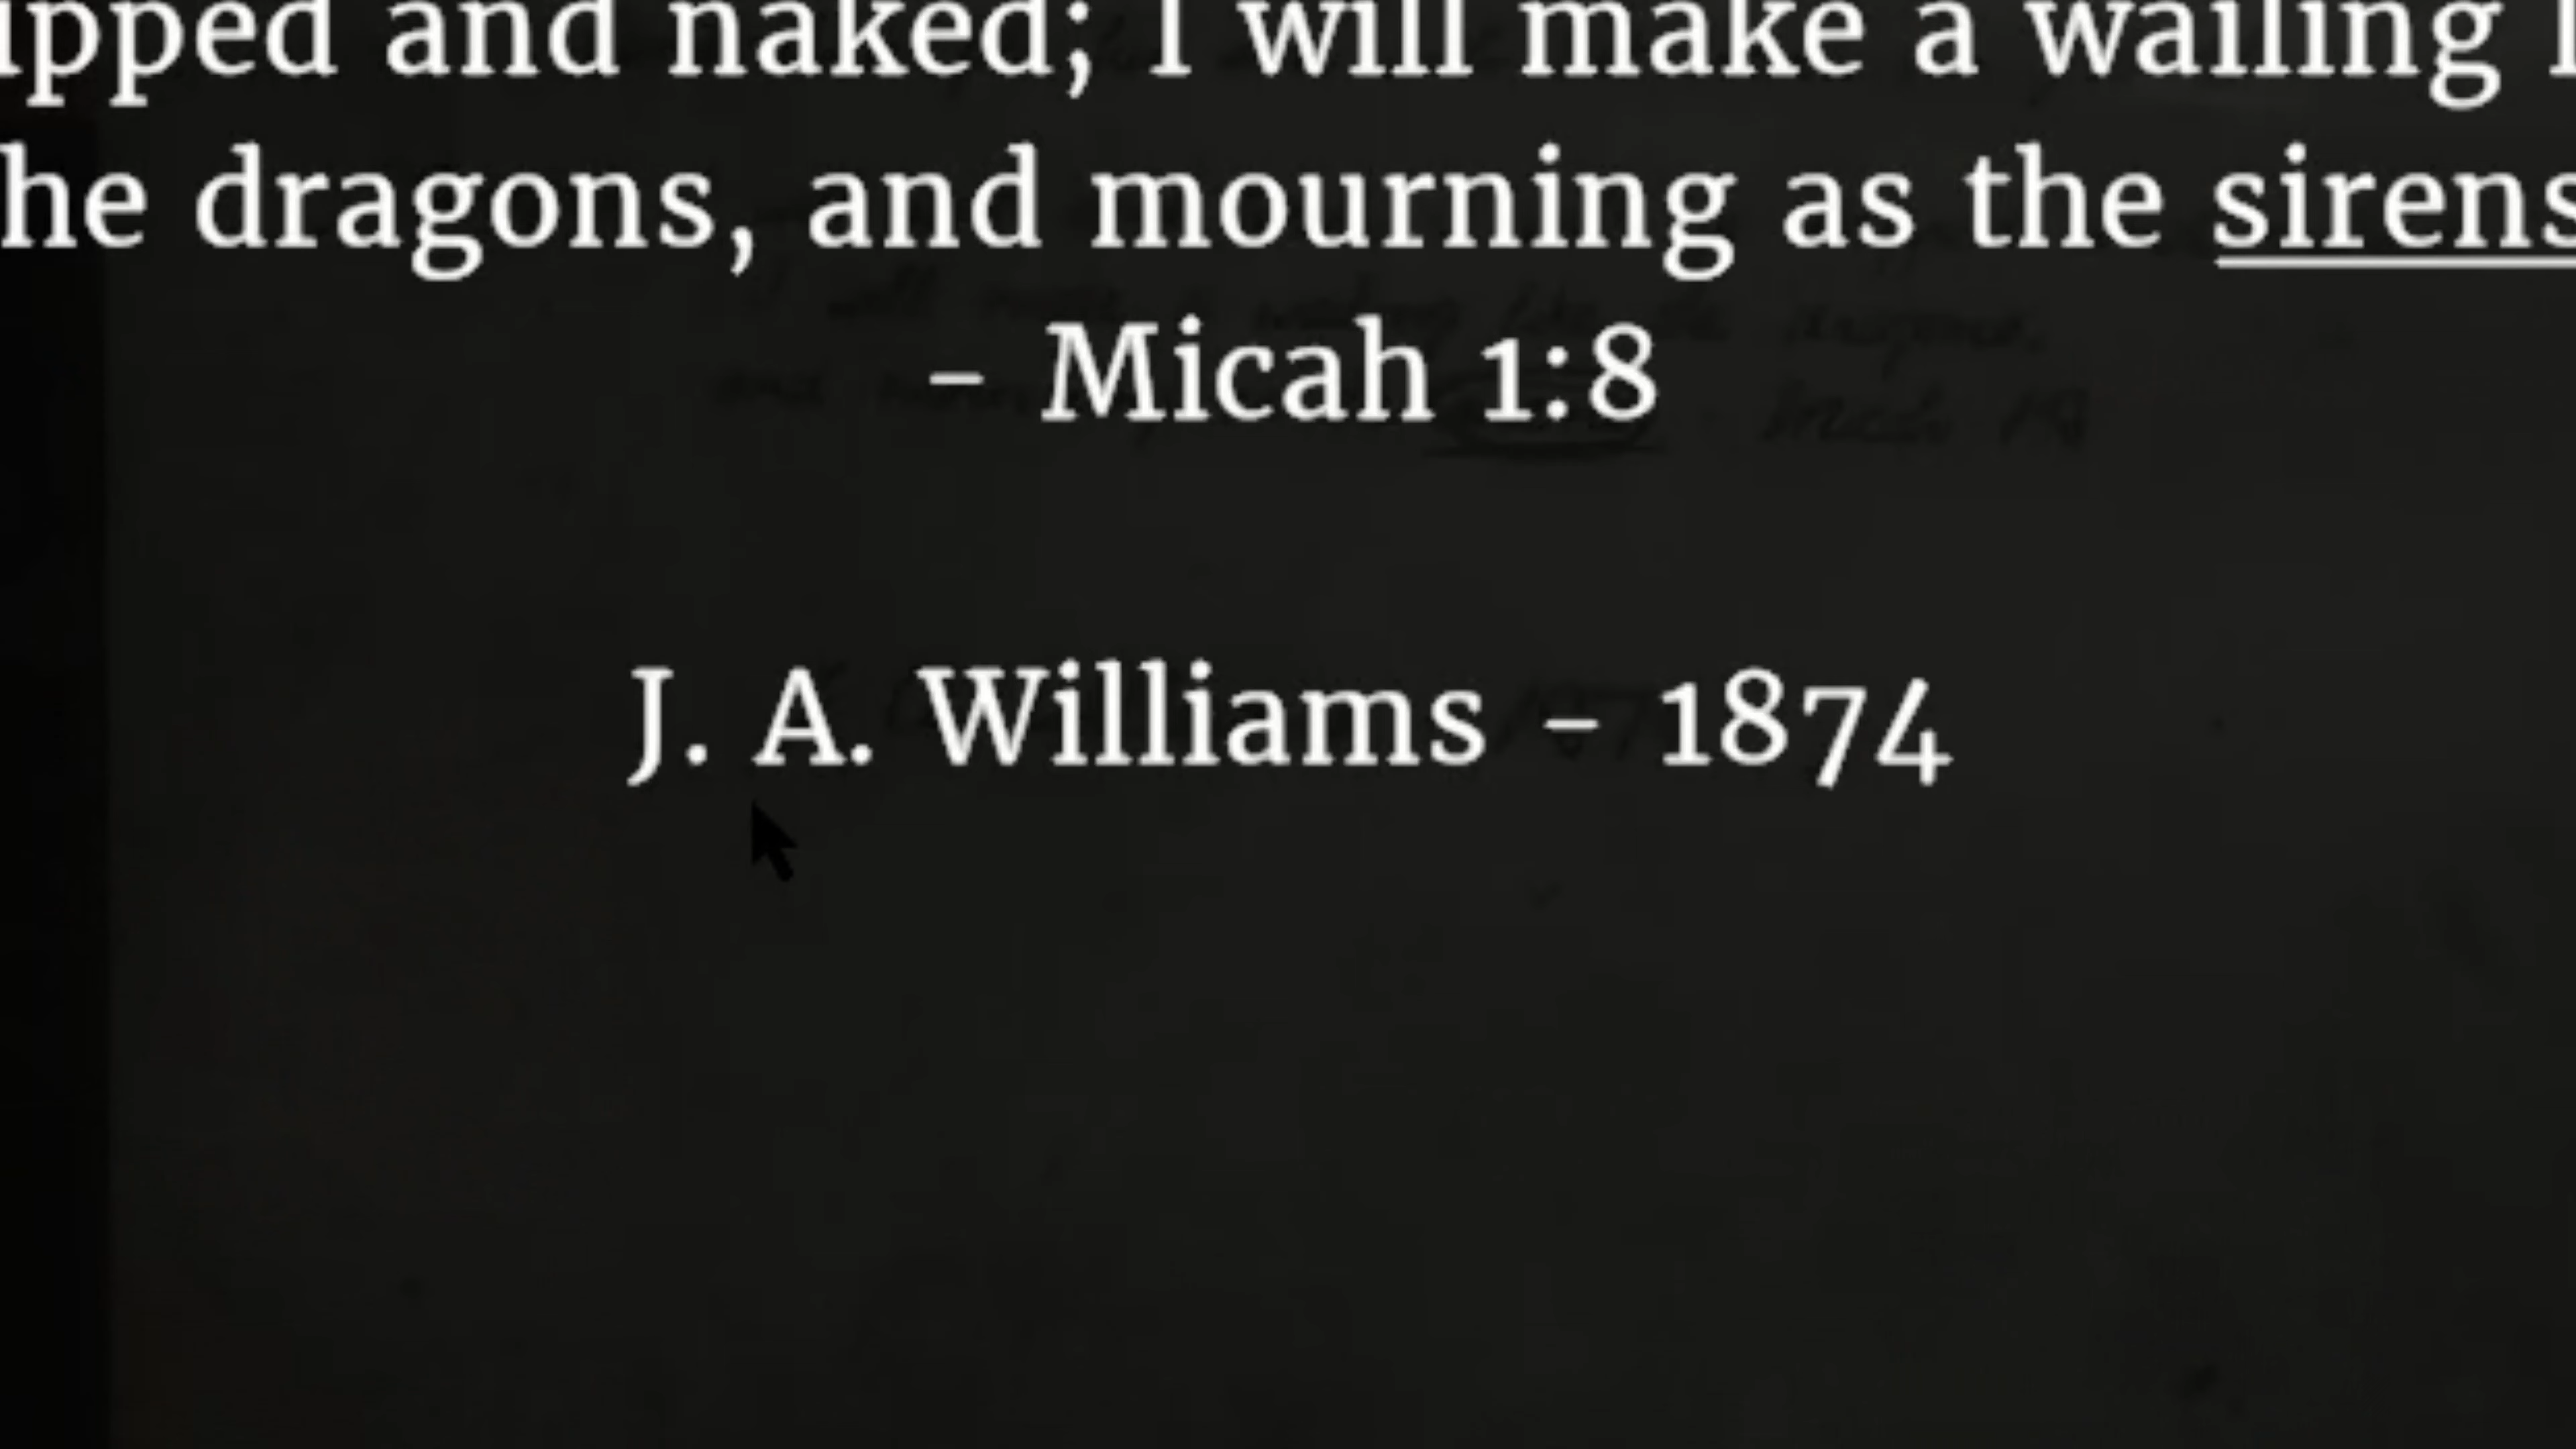 ipped and naked; I will make a wailing l
he dragons, and mourning as the sirens
- Micah 1:8
J. A. Williams - 1874